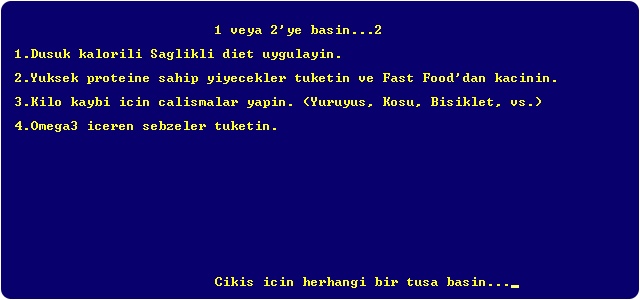 1 veya 2'ye basin...2
1.Dusuk kalorili Saglikli diet uygulayin.
2.Yuksek proteine sahip yiyecekler tuketin ve Fast Food'dan kacinin.
3.Kilo kaybi icin calismalar yapin. (Yuruyus, Kosu, Bisiklet, vs.)
4.Omega3 iceren sebzeler tuketin.
Cikis icin herhangi bir tusa basin..._